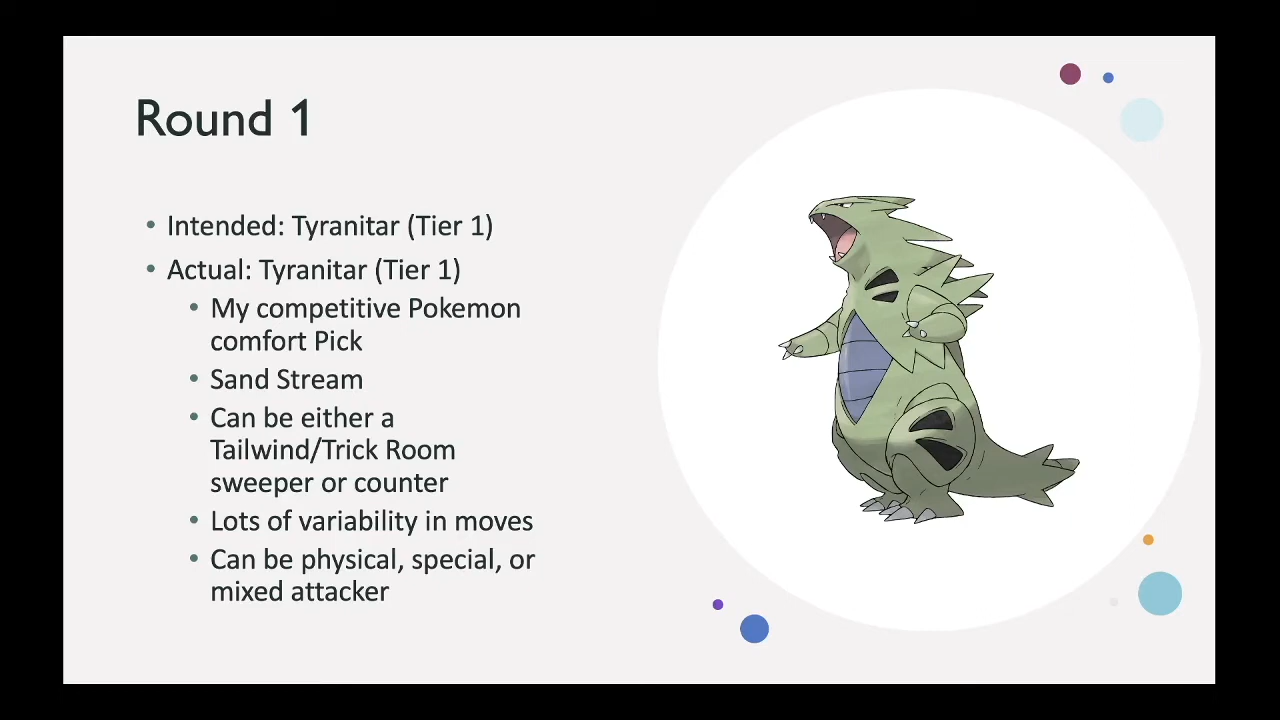 Round 1
• Intended: Tyranitar (Tier 1)
• Actual: Tyranitar (Tier 1)
• My competitive Pokemon
comfort Pick
• Sand Stream
• Can be either a
Tailwind/Trick Room
sweeper or counter
• Lots of variability in moves
• Can be physical, special, or
mixed attacker